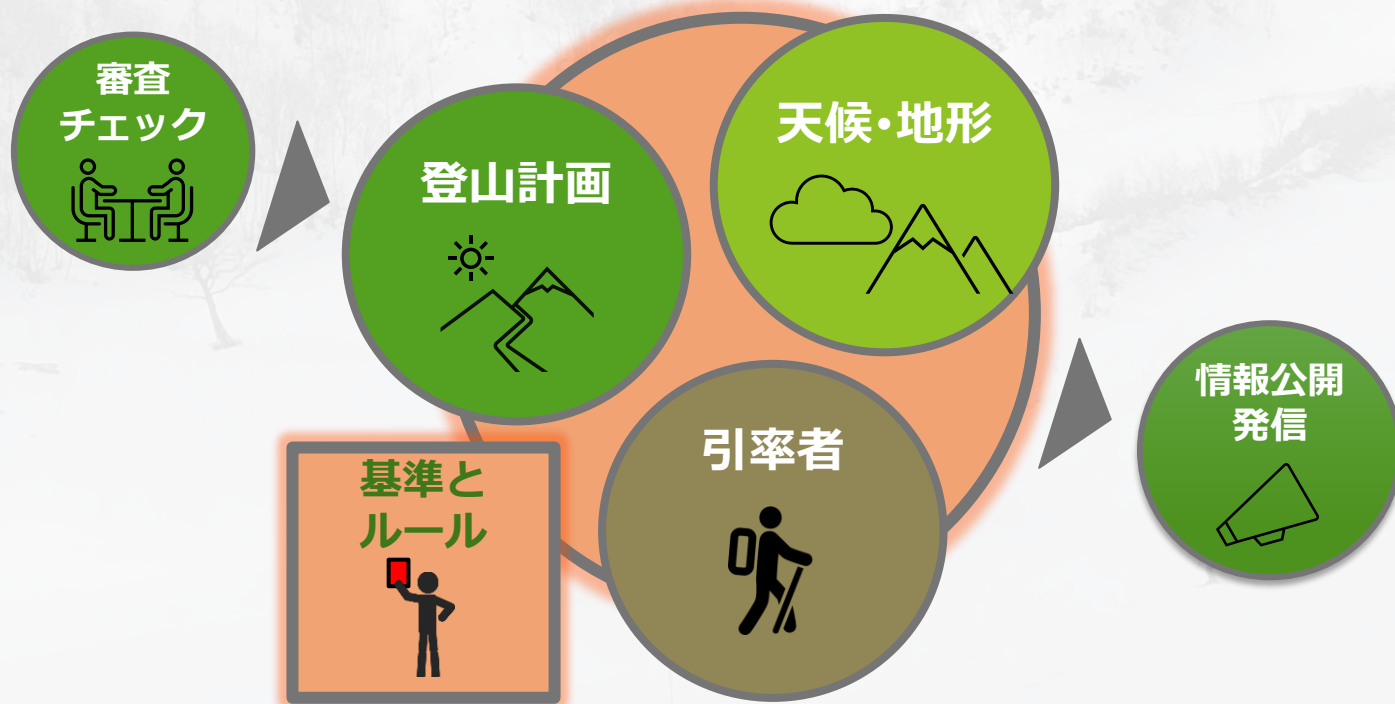 審査
チェック
登山計画
天候・地形
基準と
ルール
引率者
情報公開
発信